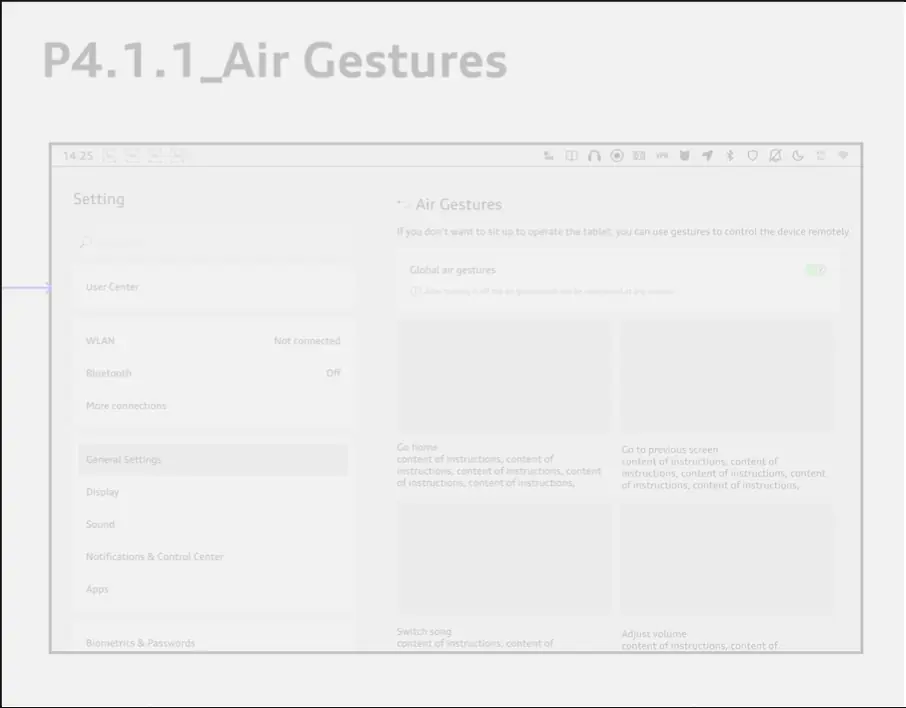 P4.1.1_Air Gestures
14:25
Setting
User Center
WLAN
Not connected
Bluetooth
Off
More connections
General Settings
Display
Sound
Notifications & Control Center
Apps
Biometrics & Passwords
Air Gestures
If you don't want to sit up to operate the tablet, you can use gestures to control the device remotely.
Global air gestures
Go home
content of instructions, content of
instructions, content of instructions, content
of instructions, content of instructions,
Go to previous screen
content of instructions, content of
instructions, content of instructions, content
of instructions, content of instructions,
Switch song
content of instructions, content of
Adjust volume
content of instructions, content of